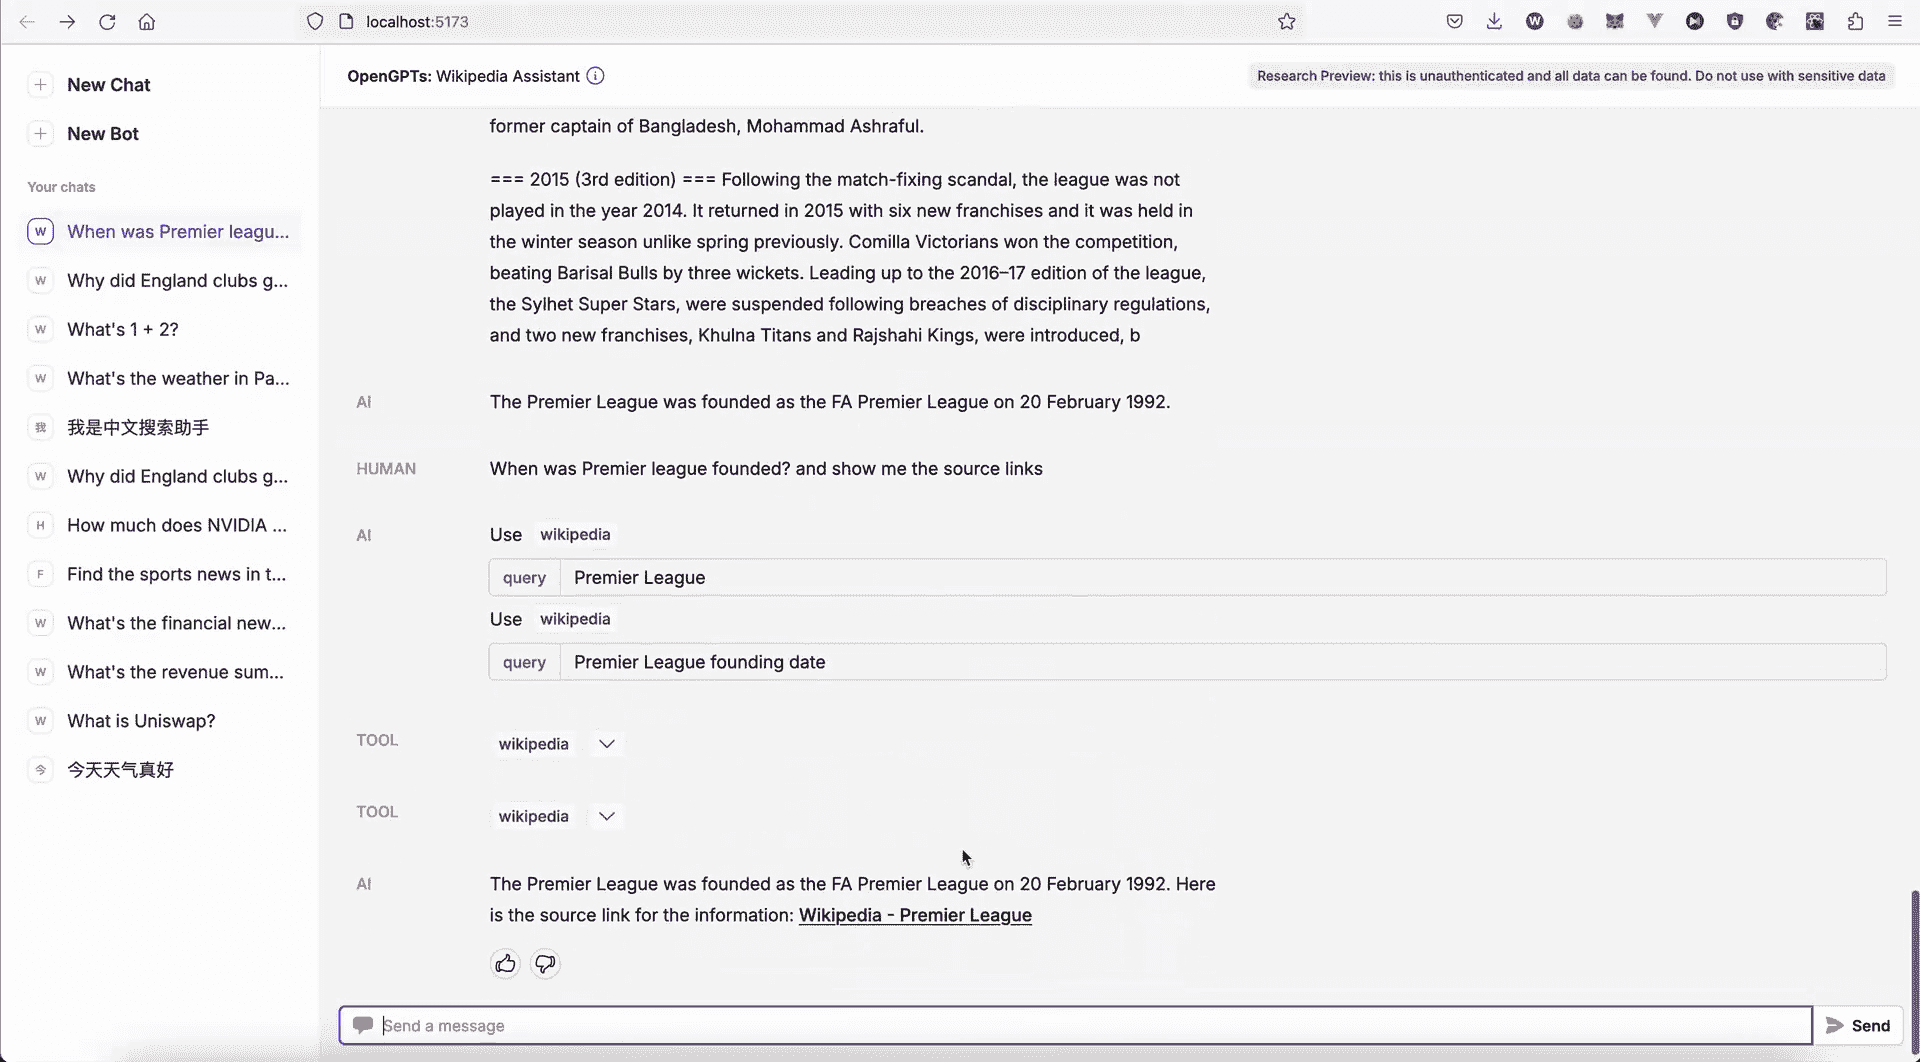 localhost:5173
New Chat
New Bot
Your chats
W When was Premier leagu...
W Why did England clubs g...
W What's 1 + 2?
W What's the weather in Pa...
我 我是中文搜索助手
W Why did England clubs g...
H How much does NVIDIA ...
F Find the sports news in t...
W What's the financial new...
W What's the revenue sum...
W What is Uniswap?
今 今天天气真好
OpenGPTs: Wikipedia Assistant
Research Preview: this is unauthenticated and all data can be found. Do not use with sensitive data
former captain of Bangladesh, Mohammad Ashraful.
=== 2015 (3rd edition) === Following the match-fixing scandal, the league was not
played in the year 2014. It returned in 2015 with six new franchises and it was held in
the winter season unlike spring previously. Comilla Victorians won the competition,
beating Barisal Bulls by three wickets. Leading up to the 2016–17 edition of the league,
the Sylhet Super Stars, were suspended following breaches of disciplinary regulations,
and two new franchises, Khulna Titans and Rajshahi Kings, were introduced, b
AI The Premier League was founded as the FA Premier League on 20 February 1992.
HUMAN When was Premier league founded? and show me the source links
AI Use wikipedia
query Premier League
Use wikipedia
query Premier League founding date
TOOL wikipedia
TOOL wikipedia
AI The Premier League was founded as the FA Premier League on 20 February 1992. Here
is the source link for the information: Wikipedia - Premier League
Send a message
Send